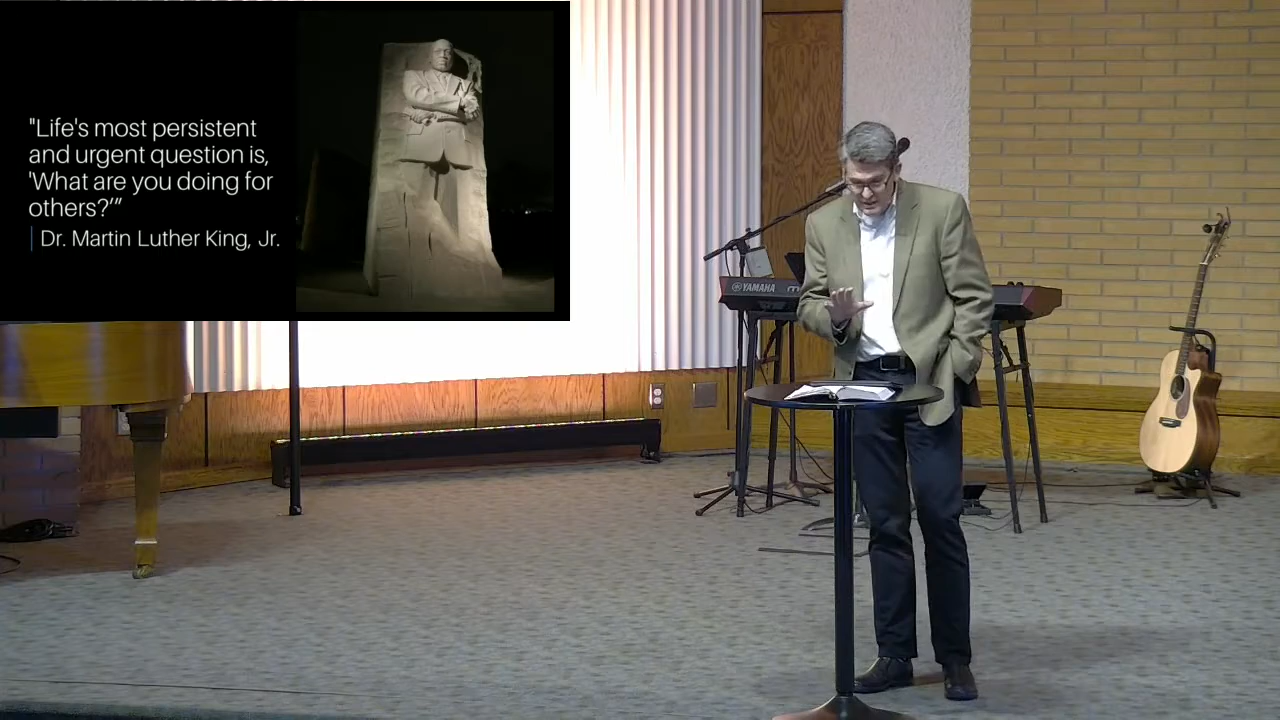 "Life's most persistent
and urgent question is,
'What are you doing for
others?'"
Dr. Martin Luther King, Jr.
YAMAHA